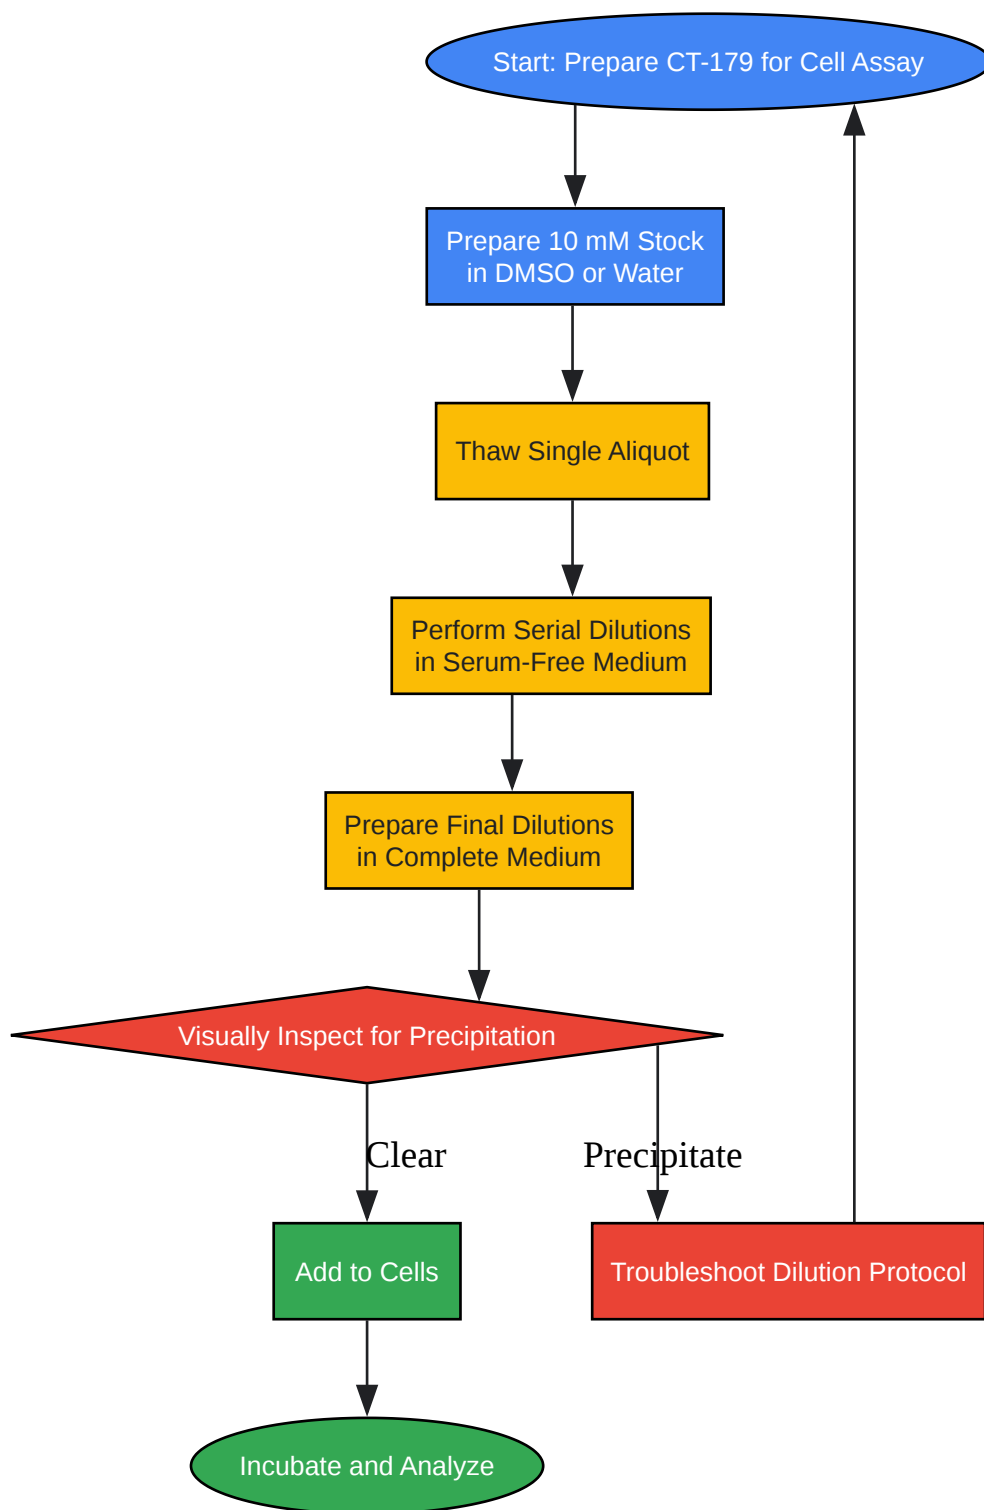 Start: Prepare CT-179 for Cell Assay
Prepare 10 mM Stock
in DMSO or Water
Thaw Single Aliquot
Perform Serial Dilutions
in Serum-Free Medium
Prepare Final Dilutions
in Complete Medium
Visually Inspect for Precipitation
Clear
Precipitate
Add to Cells
Troubleshoot Dilution Protocol
Incubate and Analyze